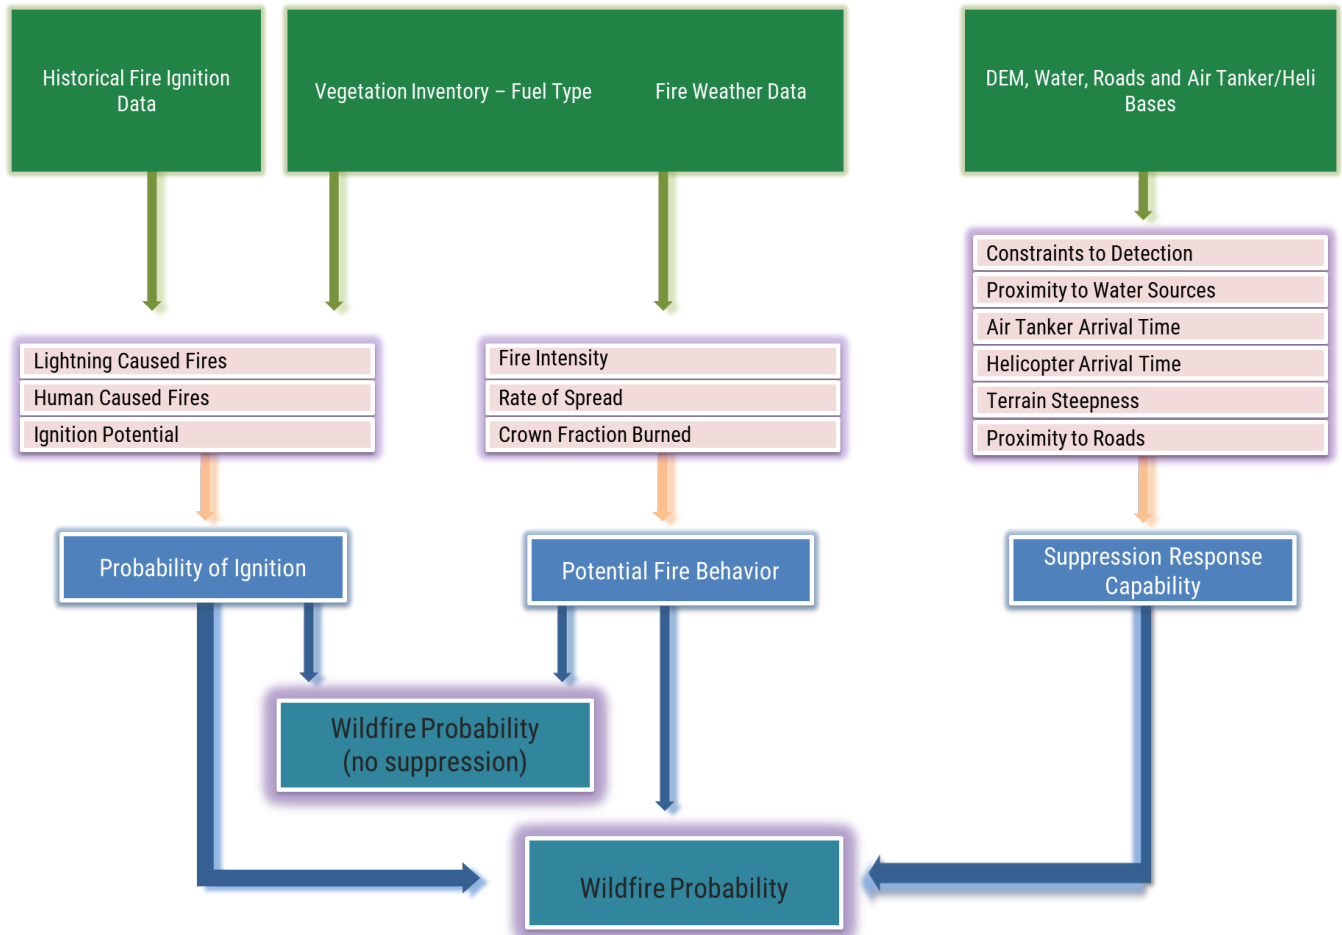 Historical Fire Ignition
Data
Vegetation Inventory – Fuel Type
Fire Weather Data
DEM, Water, Roads and Air Tanker/Heli
Bases
Constraints to Detection
Proximity to Water Sources
Air Tanker Arrival Time
Helicopter Arrival Time
Terrain Steepness
Proximity to Roads
Lightning Caused Fires
Human Caused Fires
Ignition Potential
Fire Intensity
Rate of Spread
Crown Fraction Burned
Probability of Ignition
Potential Fire Behavior
Suppression Response
Capability
Wildfire Probability
(no suppression)
Wildfire Probability